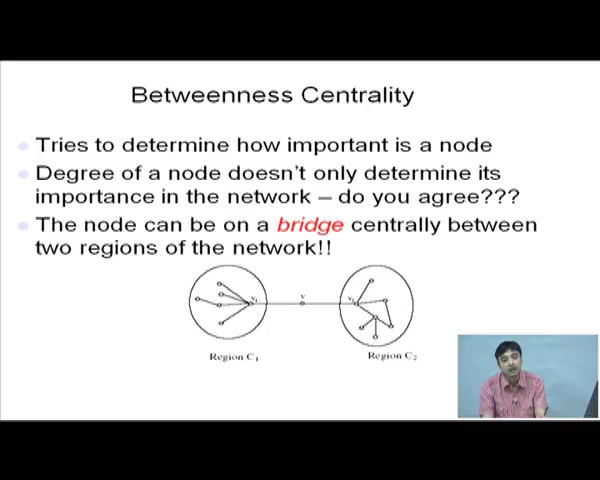 Betweenness Centrality
Tries to determine how important is a node
Degree of a node doesn't only determine its
importance in the network – do you agree???
The node can be on a bridge centrally between
two regions of the network!!
v
Region C1
Region C2